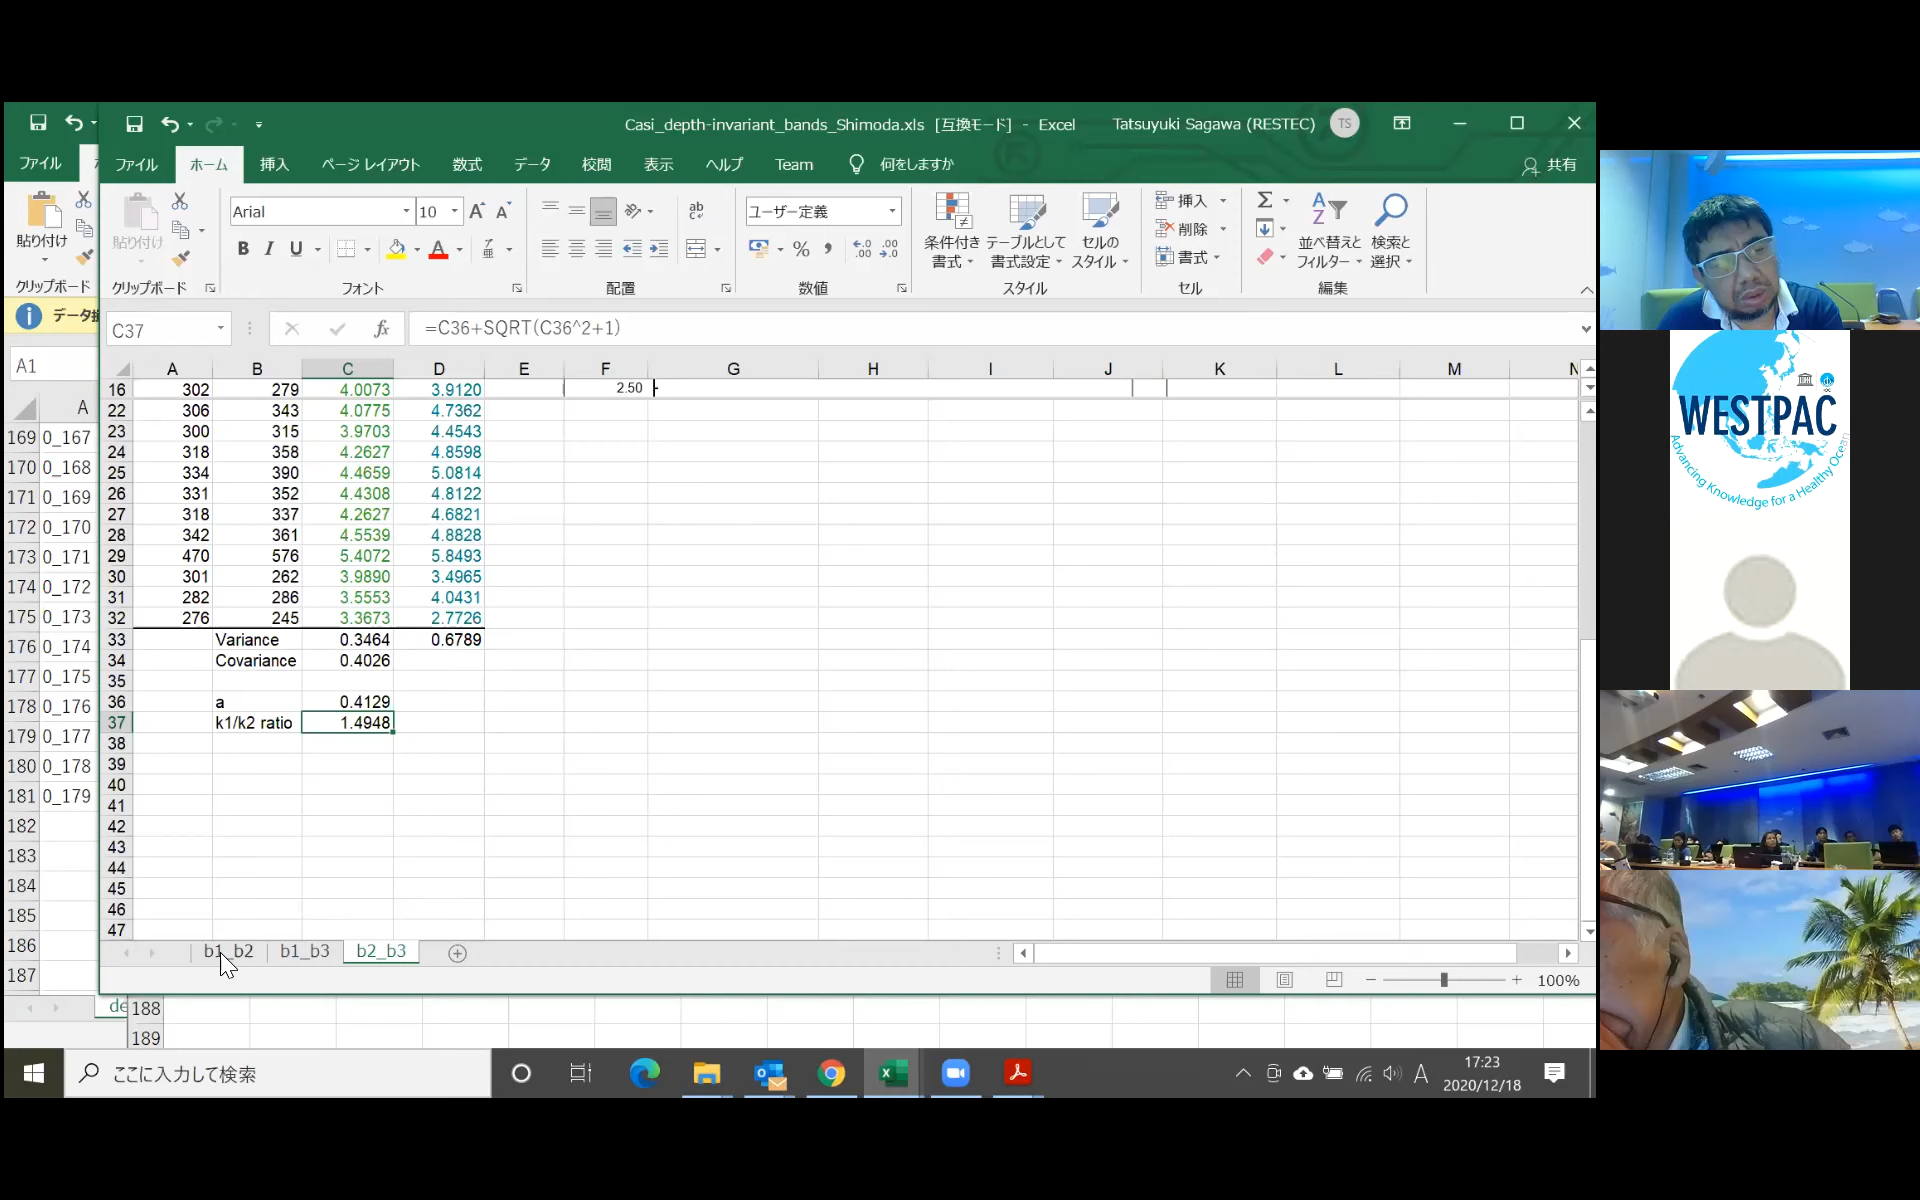 Casi_depth-invariant_bands_Shimoda.xls [互換モード] - Excel
Tatsuyuki Sagawa (RESTEC)
TS
ファイル
ファイル ホーム 挿入 ページ レイアウト 数式 データ 校閲 表示 ヘルプ Team 何をしますか 共有
貼り付け
クリップボード
貼り付け
クリップボード
Arial 10
フォント
配置
ユーザー定義
数値
条件付き書式
テーブルとして書式設定
セルのスタイル
スタイル
挿入
削除
書式
セル
並べ替えとフィルター
検索と選択
編集
C37 =C36+SQRT(C36^2+1)
A1
A
A B C D E F G H I J K L M N
16 302 279 4.0073 3.9120 2.50
22 306 343 4.0775 4.7362
23 300 315 3.9703 4.4543
24 318 358 4.2627 4.8598
25 334 390 4.4659 5.0814
26 331 352 4.4308 4.8122
27 318 337 4.2627 4.6821
28 342 361 4.5539 4.8828
29 470 576 5.4072 5.8493
30 301 262 3.9890 3.4965
31 282 286 3.5553 4.0431
32 276 245 3.3673 2.7726
33 Variance 0.3464 0.6789
34 Covariance 0.4026
35
36 a 0.4129
37 k1/k2 ratio 1.4948
38
39
40
41
42
43
44
45
46
47
169 0_167
170 0_168
171 0_169
172 0_170
173 0_171
174 0_172
175 0_173
176 0_174
177 0_175
178 0_176
179 0_177
180 0_178
181 0_179
182
183
184
185
186
187
b1_b2 b1_b3 b2_b3
100%
188
189
ここに入力して検索
A
17:23
2020/12/18
WESTPAC
Advancing Knowledge for a Healthy Ocean